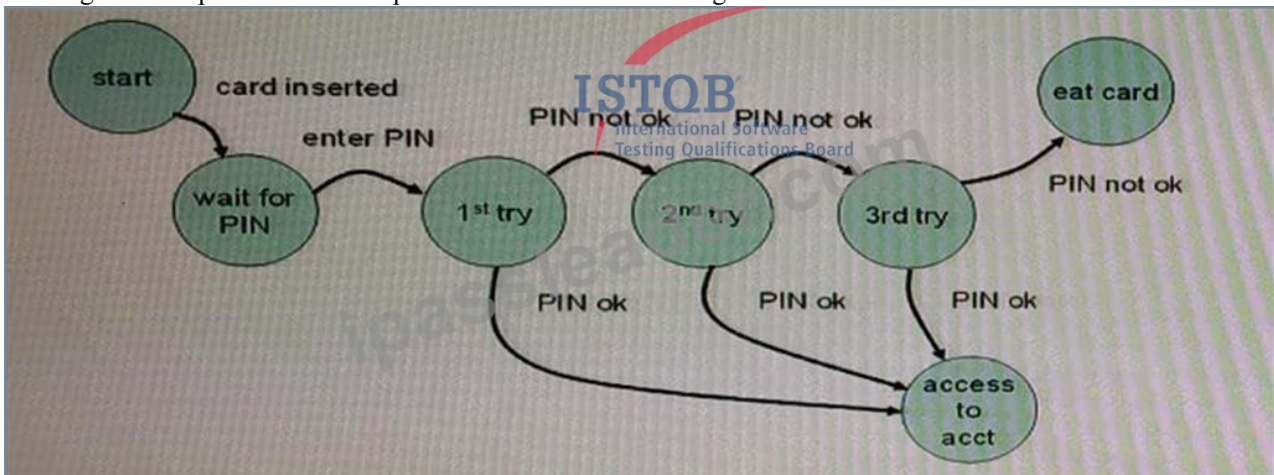 start
card inserted
enter PIN
wait for
PIN
1st try
PIN not ok
2nd try
PIN not ok
3rd try
eat card
PIN not ok
PIN ok
PIN ok
PIN ok
access
to
acct
ISTQB
International Software
Testing Qualifications Board